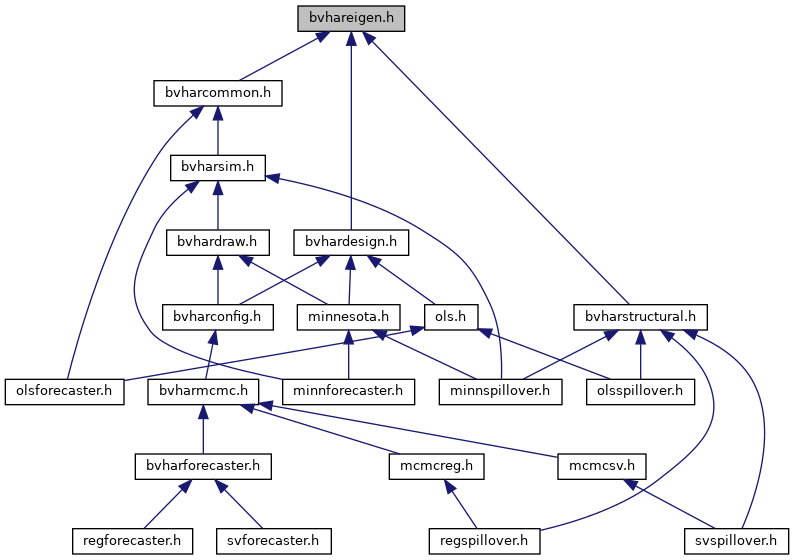 bvhareigen.h
bvharcommon.h
bvharsim.h
bvhardraw.h
bvhardesign.h
bvharconfig.h
minnesota.h
ols.h
bvharstructural.h
olsforecaster.h
bvharmcmc.h
minnforecaster.h
minnspillover.h
olsspillover.h
bvharforecaster.h
mcmcreg.h
mcmcsv.h
regforecaster.h
svforecaster.h
regspillover.h
svspillover.h